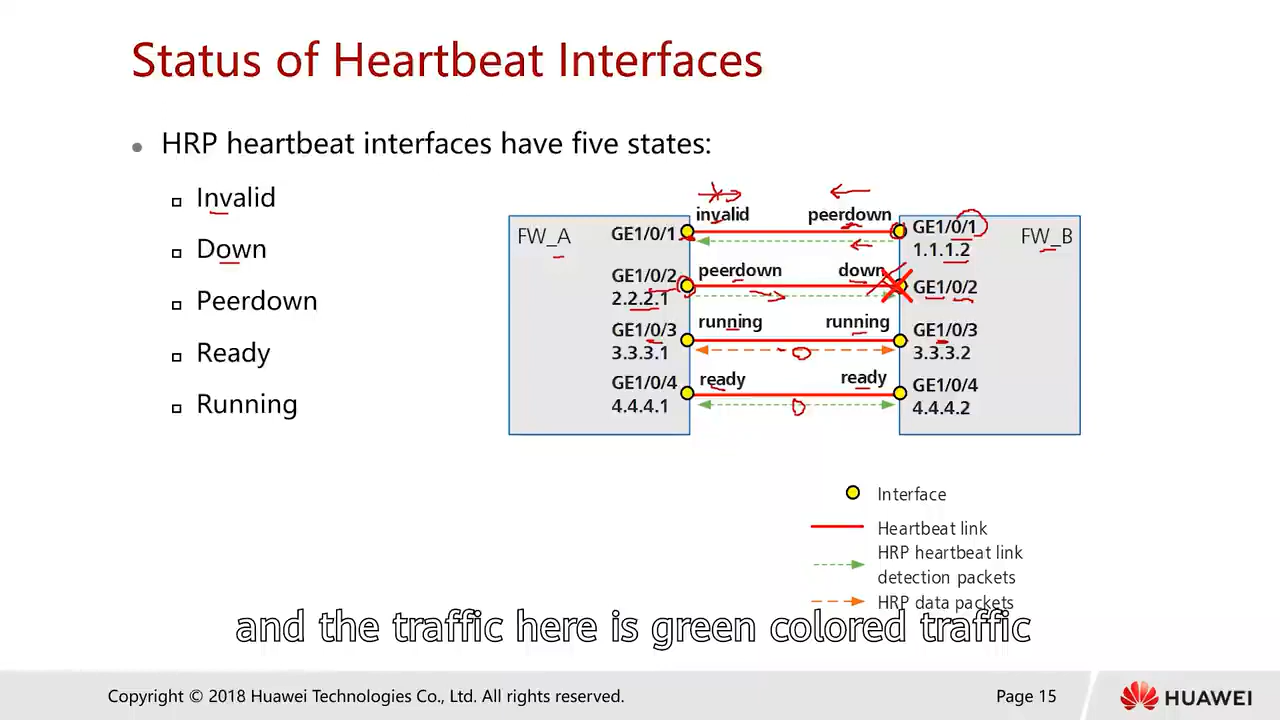 Status of Heartbeat Interfaces
HRP heartbeat interfaces have five states:
Invalid
Down
Peerdown
Ready
Running
invalid peerdown
FW_A GE1/0/1 GE1/0/1 FW_B
1.1.1.2
GE1/0/2 peerdown down
2.2.2.1 GE1/0/2
GE1/0/3 running running GE1/0/3
3.3.3.1 3.3.3.2
GE1/0/4 ready ready GE1/0/4
4.4.4.1 4.4.4.2
Interface
Heartbeat link
HRP heartbeat link
detection packets
HRP data packets
and the traffic here is green colored traffic
Copyright © 2018 Huawei Technologies Co., Ltd. All rights reserved. Page 15 HUAWEI